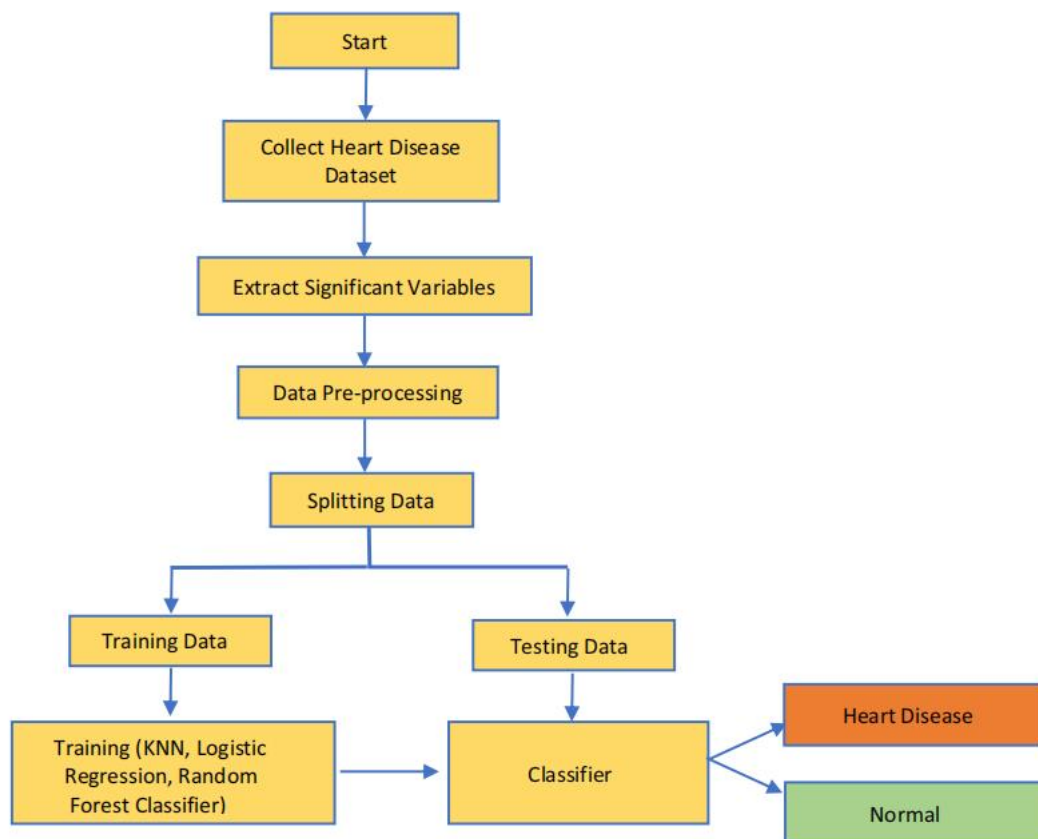 Start
Collect Heart Disease
Dataset
Extract Significant Variables
Data Pre-processing
Splitting Data
Training Data
Testing Data
Training (KNN, Logistic
Regression, Random
Forest Classifier)
Classifier
Heart Disease
Normal